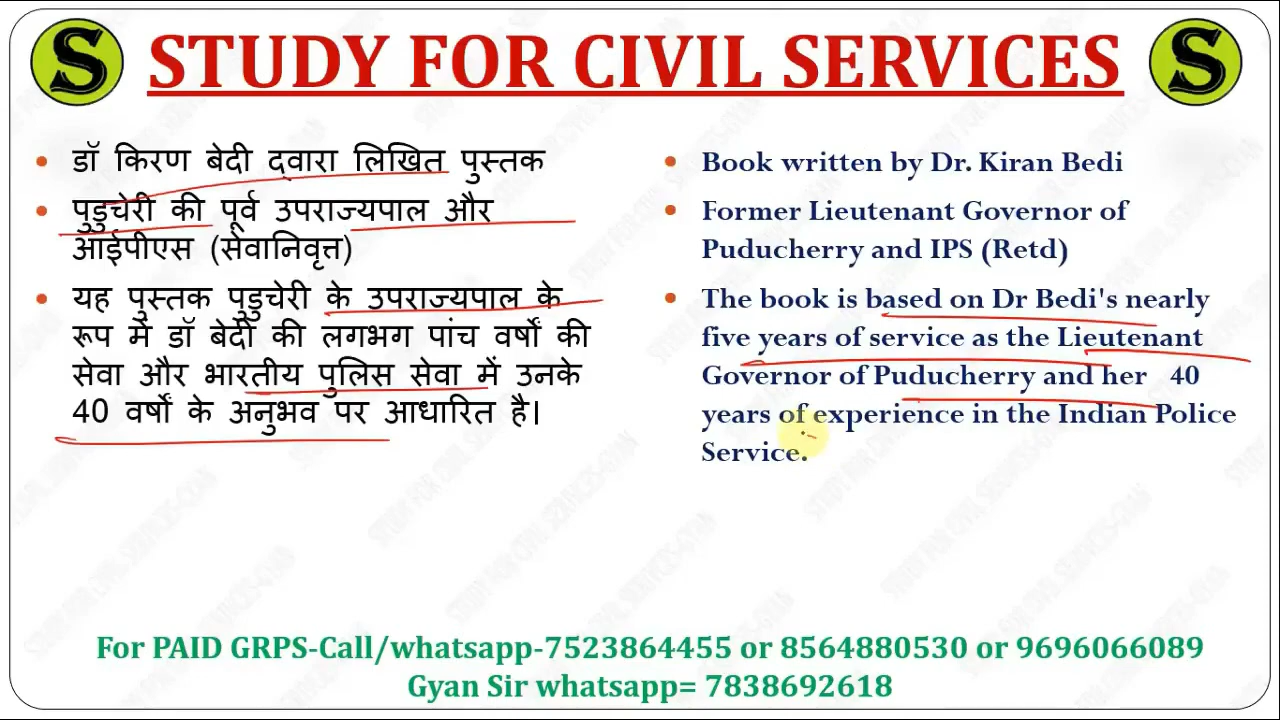 STUDY FOR CIVIL SERVICES
डॉ किरण बेदी द्वारा लिखित पुस्तक
पुडुचेरी की पूर्व उपराज्यपाल और
आईपीएस (सेवानिवृत्त)
यह पुस्तक पुडुचेरी के उपराज्यपाल के
रूप में डॉ बेदी की लगभग पांच वर्षों की
सेवा और भारतीय पुलिस सेवा में उनके
40 वर्षों के अनुभव पर आधारित है।
Book written by Dr. Kiran Bedi
Former Lieutenant Governor of
Puducherry and IPS (Retd)
The book is based on Dr Bedi's nearly
five years of service as the Lieutenant
Governor of Puducherry and her 40
years of experience in the Indian Police
Service.
For PAID GRPS-Call/whatsapp-7523864455 or 8564880530 or 9696066089
Gyan Sir whatsapp= 7838692618